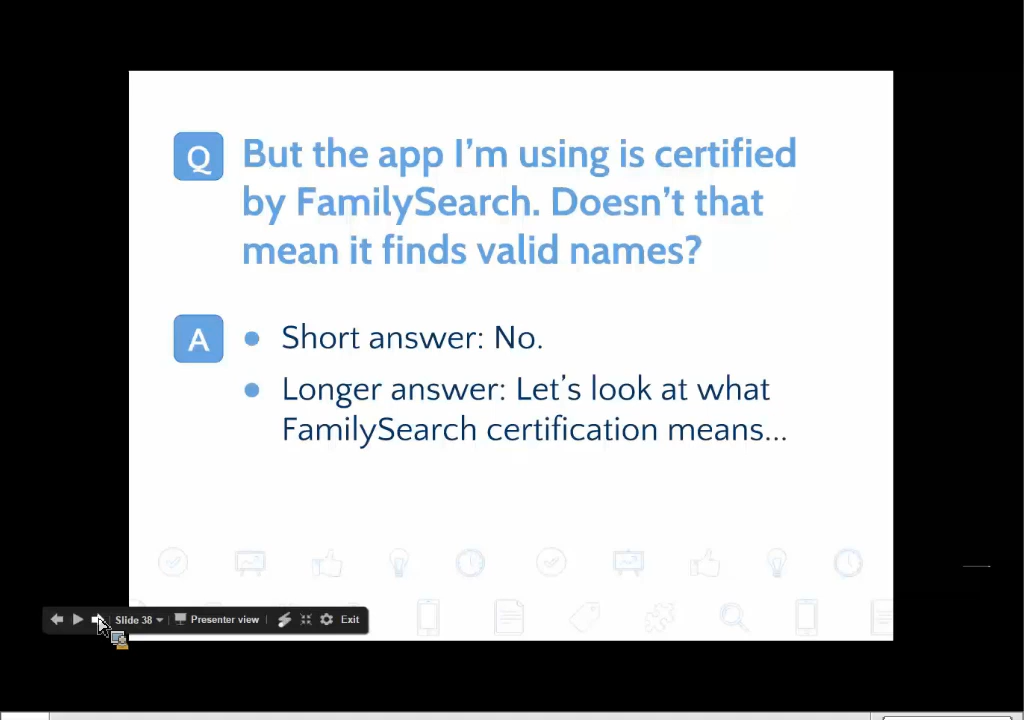 Q
But the app I'm using is certified
by FamilySearch. Doesn't that
mean it finds valid names?
A
Short answer: No.
Longer answer: Let's look at what
FamilySearch certification means...
Slide 38 Presenter view Exit